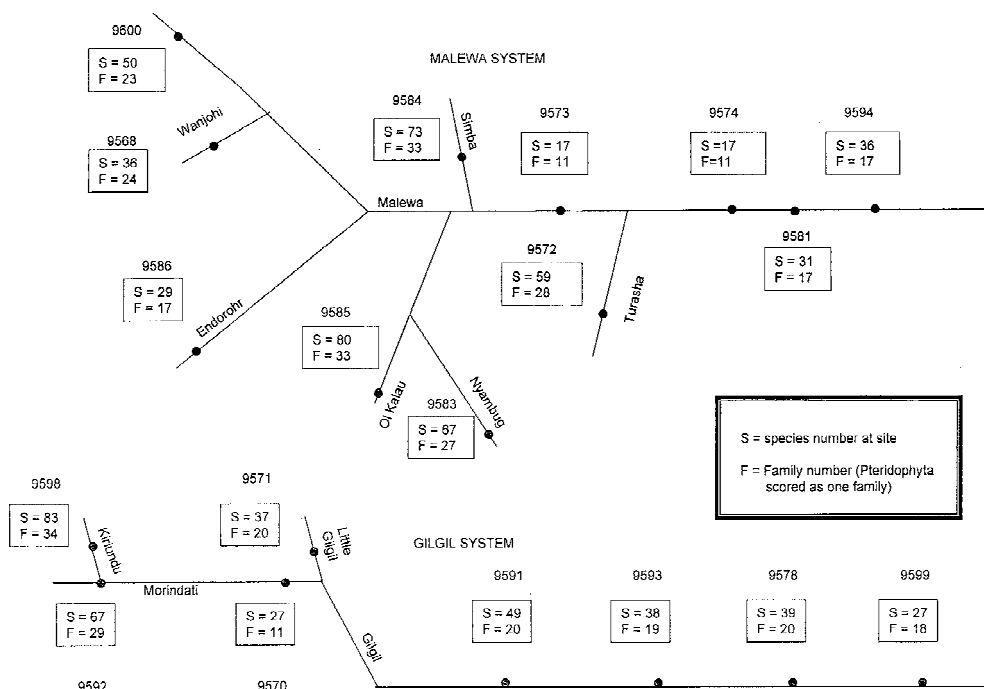 9600
S = 50
F = 23
MALEWA SYSTEM
Wanjohi
9568
S = 36
F = 24
9584
S = 73
F = 33
Simba
9573
S = 17
F = 11
9574
S =17
F=11
9594
S = 36
F = 17
Malewa
9586
S = 29
F = 17
Endorohr
9585
S = 80
F = 33
Ol Kalau
9583
S = 67
F = 27
Nyambug
9572
S = 59
F = 28
Turasha
9581
S = 31
F = 17
S = species number at site
F = Family number (Pteridophyta
scored as one family)
9598
S = 83
F = 34
Kiriundu
9571
S = 37
F = 20
Little
Gilgil
GILGIL SYSTEM
Morindati
S = 67
F = 29
9592
S = 27
F = 11
9570
Gilgil
9591
S = 49
F = 20
9593
S = 38
F = 19
9578
S = 39
F = 20
9599
S = 27
F = 18